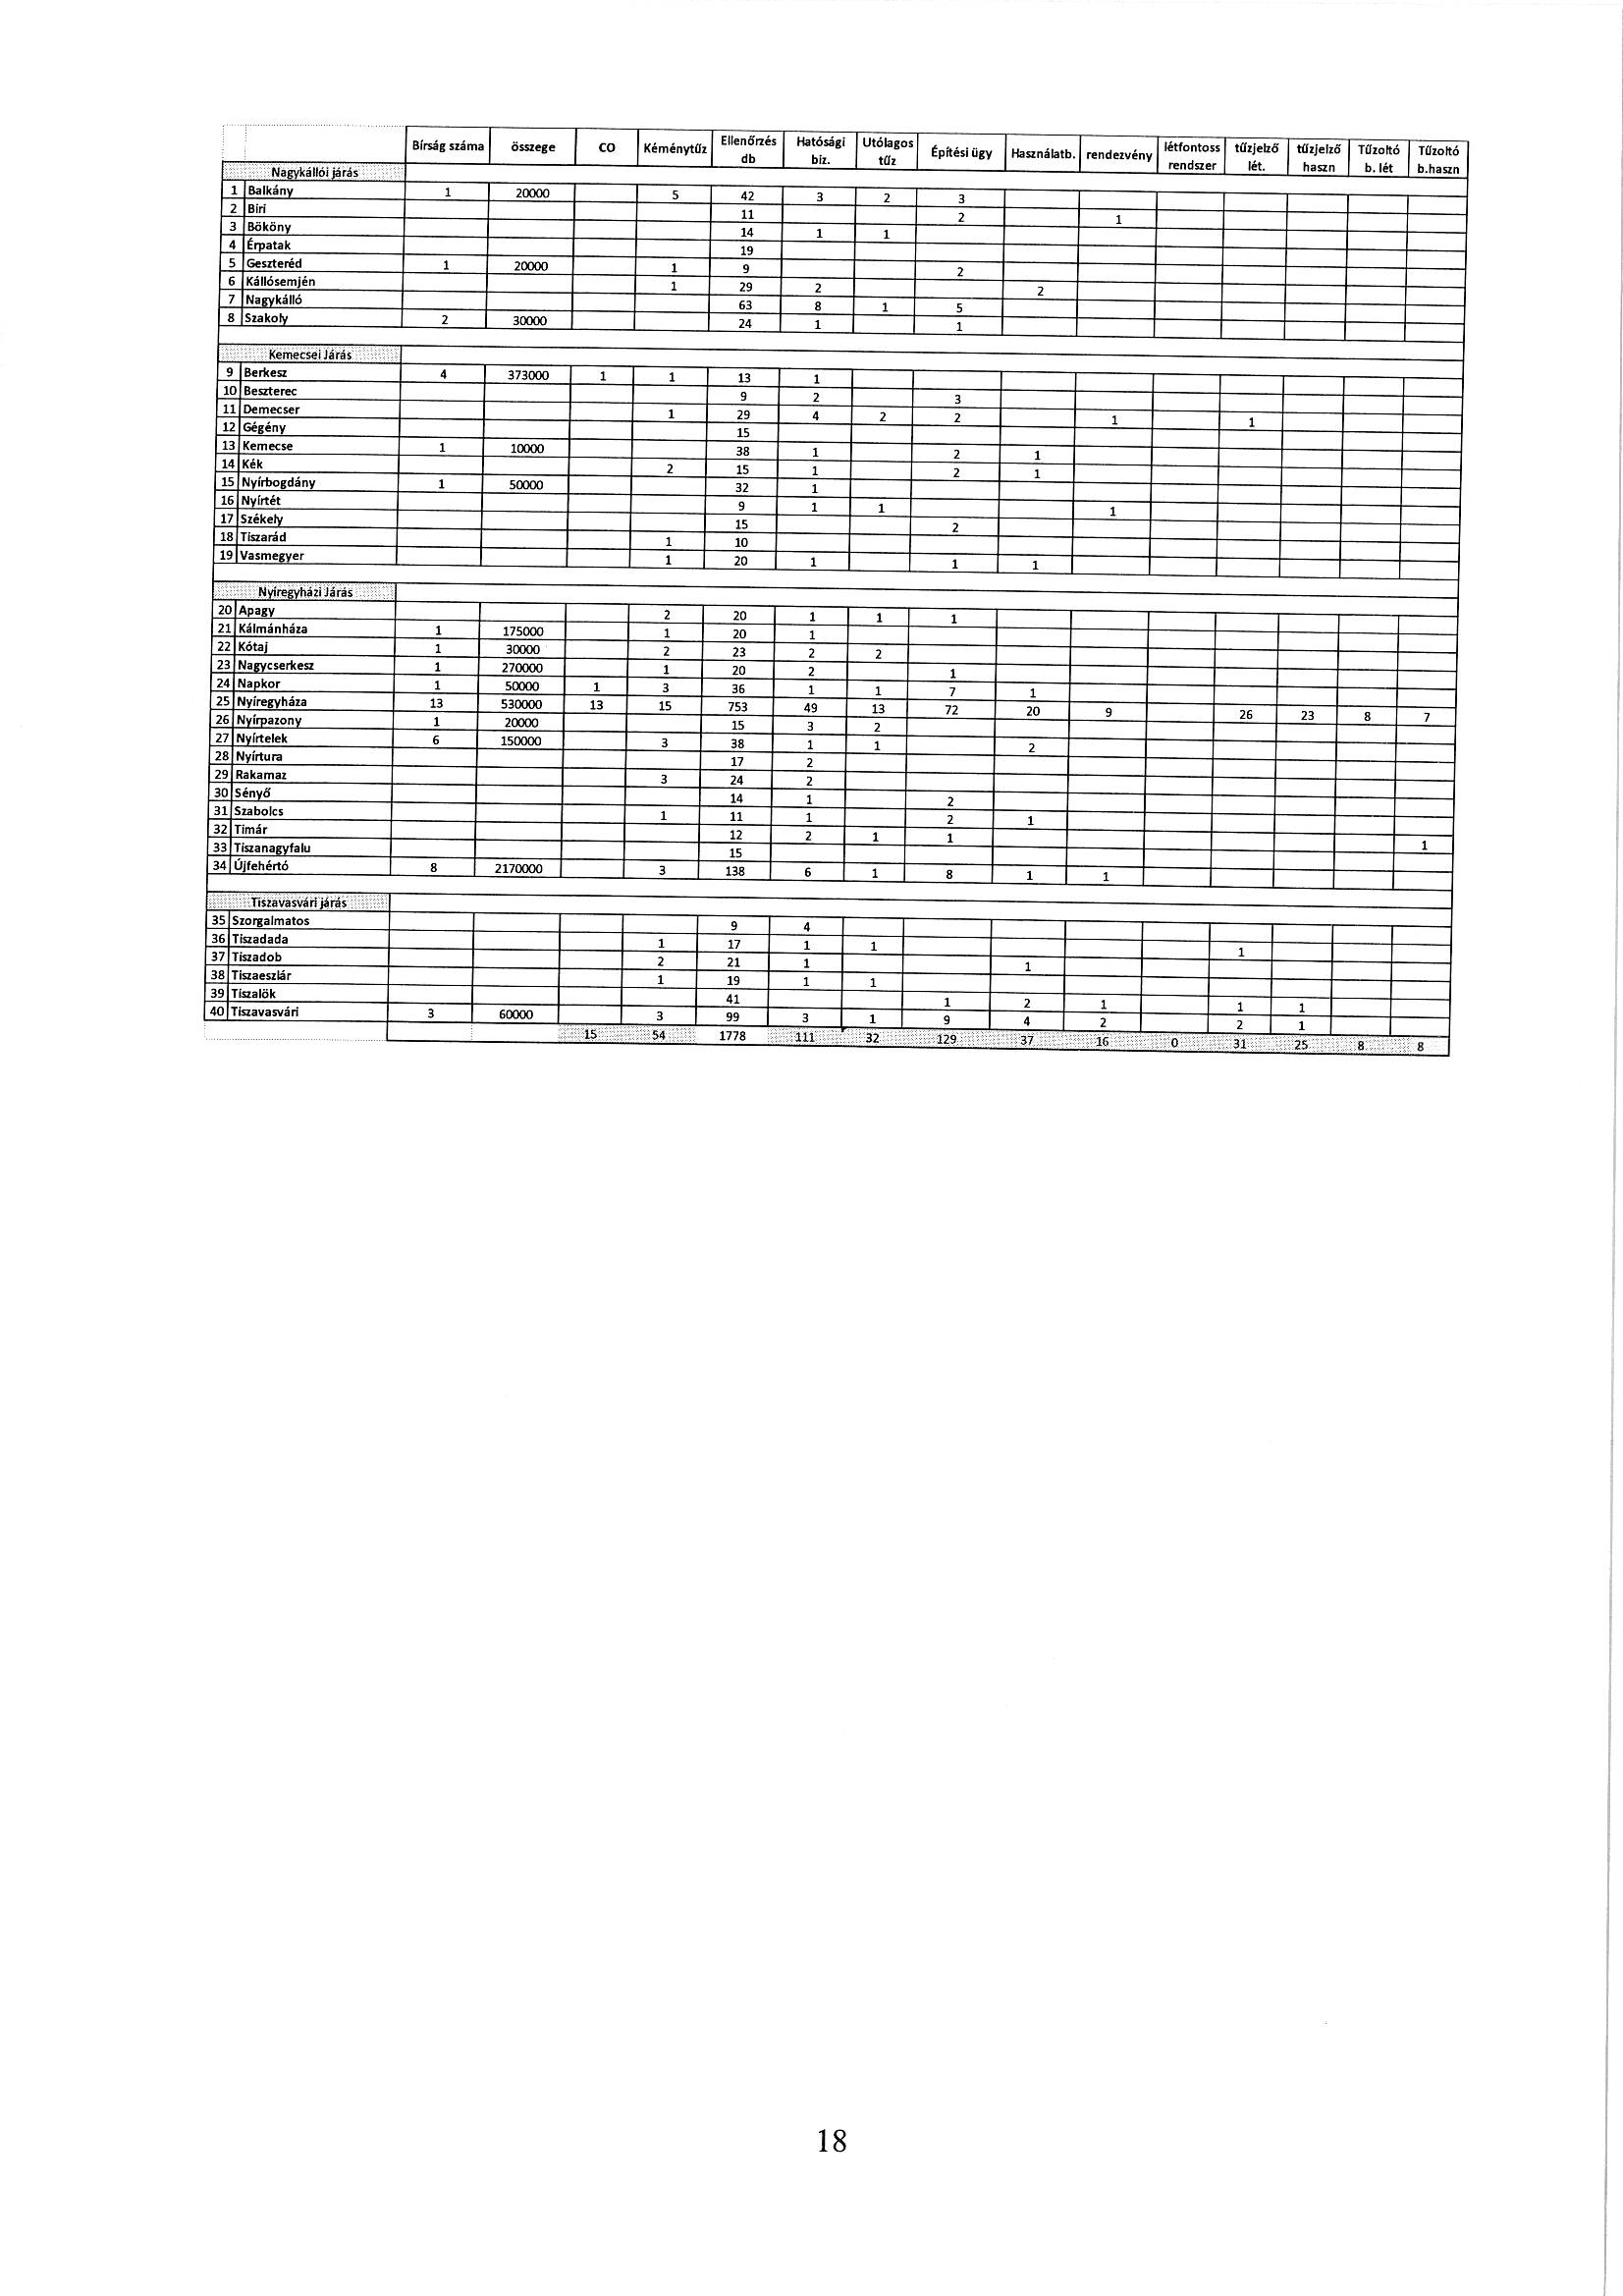 Bírság száma összege CO Kéménytűz Ellenőrzés db Hatósági biz. Utólagos tűz Építési ügy Használatb. rendezvény létfontoss rendszer tűzjelző lét. tűzjelző haszn Tűzoltó b. lét Tűzoltó b.haszn
Nagykállói járás
1 Balkány 1 20000 5 42 3 2 3
2 Biri 11 2 1
3 Bököny 14 1 1
4 Érpatak 19
5 Geszteréd 1 20000 1 9 2
6 Kállósemjén 1 29 2 2
7 Nagykálló 63 8 1 5
8 Szakoly 2 30000 24 1 1
Kemecsei Járás
9 Berkesz 4 373000 1 1 13 1
10 Beszterec 9 2 3
11 Demecser 1 29 4 2 2 1 1
12 Gégény 15
13 Kemecse 1 10000 38 1 2 1
14 Kék 2 15 1 2 1
15 Nyírbogdány 1 50000 32 1
16 Nyírtét 9 1 1 1
17 Székely 15 2
18 Tiszarád 1 10
19 Vasmegyer 1 20 1 1 1
Nyíregyházi Járás
20 Apagy 2 20 1 1 1
21 Kálmánháza 1 175000 1 20 1
22 Kótaj 1 30000 2 23 2 2
23 Nagycserkesz 1 270000 1 20 2 1
24 Napkor 1 50000 1 3 36 1 1 7 1
25 Nyíregyháza 13 530000 13 15 753 49 13 72 20 9 26 23 8 7
26 Nyírpazony 1 20000 15 3 2
27 Nyírtelek 6 150000 3 38 1 1 2
28 Nyírtura 17 2
29 Rakamaz 3 24 2
30 Sényő 14 1 2
31 Szabolcs 1 11 1 2 1
32 Timár 12 2 1 1
33 Tiszanagyfalu 15 1
34 Újfehértó 8 2170000 3 138 6 1 8 1 1
Tiszavasvári járás
35 Szorgalmatos 9 4
36 Tiszadada 1 17 1 1
37 Tiszadob 2 21 1 1 1
38 Tiszaeszlár 1 19 1 1
39 Tiszalök 41 1 2 1 1 1
40 Tiszavasvári 3 60000 3 99 3 1 9 4 2 2 1
15 54 1778 111 32 129 37 16 0 31 25 8 8
18